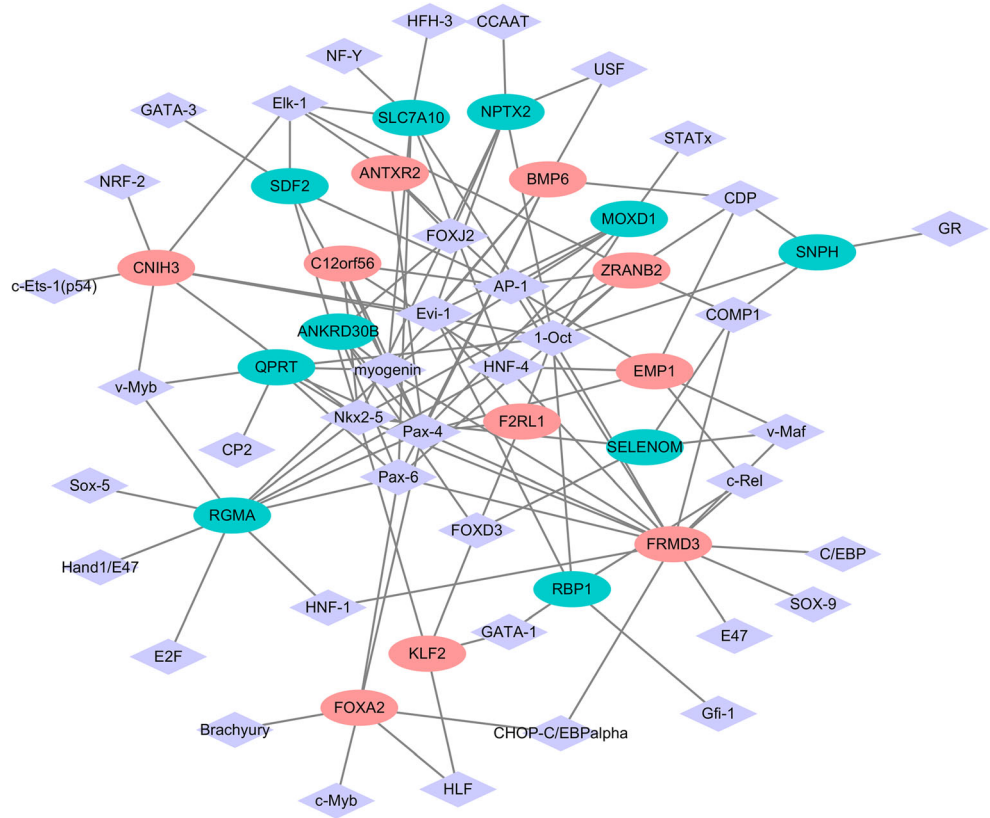 HFH-3
CCAAT
NF-Y
USF
Elk-1
GATA-3
SLC7A10
NPTX2
STATx
ANTXR2
BMP6
NRF-2
SDF2
CDP
MOXD1
GR
FOXJ2
SNPH
CNIH3
C12orf56
ZRANB2
c-Ets-1(p54)
AP-1
Evi-1
COMP1
ANKRD30B
1-Oct
QPRT
myogenin
HNF-4
EMP1
v-Myb
Nkx2-5
F2RL1
Pax-4
v-Maf
CP2
SELENOM
Pax-6
c-Rel
Sox-5
RGMA
FOXD3
FRMD3
C/EBP
Hand1/E47
RBP1
HNF-1
SOX-9
GATA-1
E47
E2F
KLF2
FOXA2
Gfi-1
Brachyury
CHOP-C/EBPalpha
HLF
c-Myb